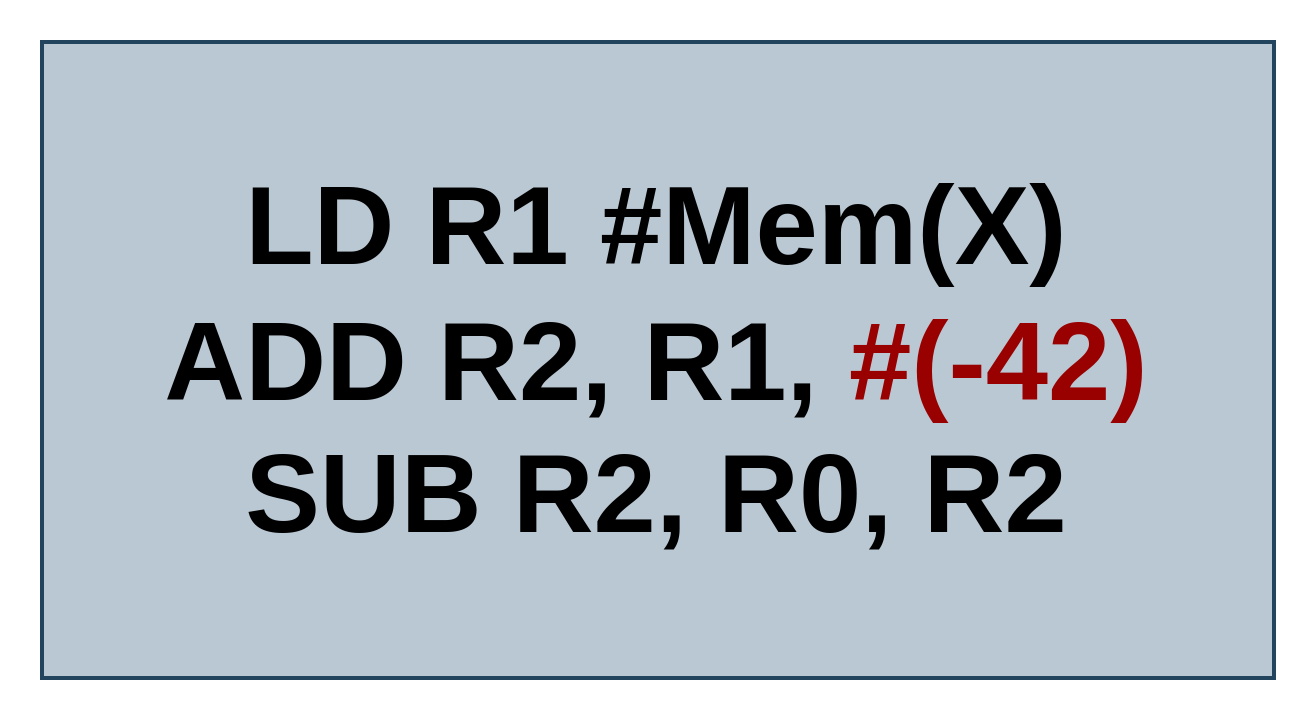 LD R1 #Mem(X)
ADD R2, R1, #(-42)
SUB R2, R0, R2